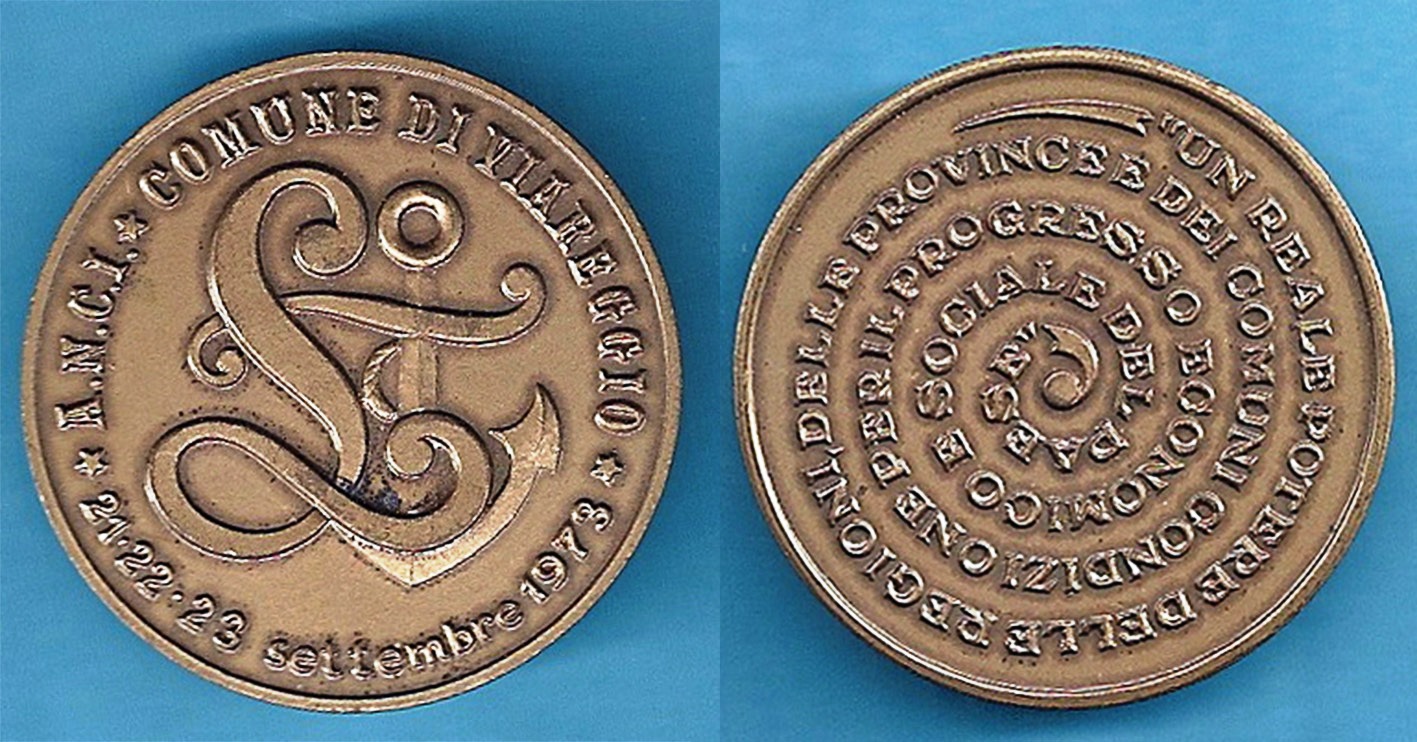 A.N.C.I. ★ COMUNE DI VIAREGGIO ★
21·22·23 settembre 1973 ★
"UN REALE POTERE DELLE REGIONI, DELLE PROVINCE E DEI COMUNI CONDIZIONE PER IL PROGRESSO ECONOMICO E SOCIALE DEL PAESE"